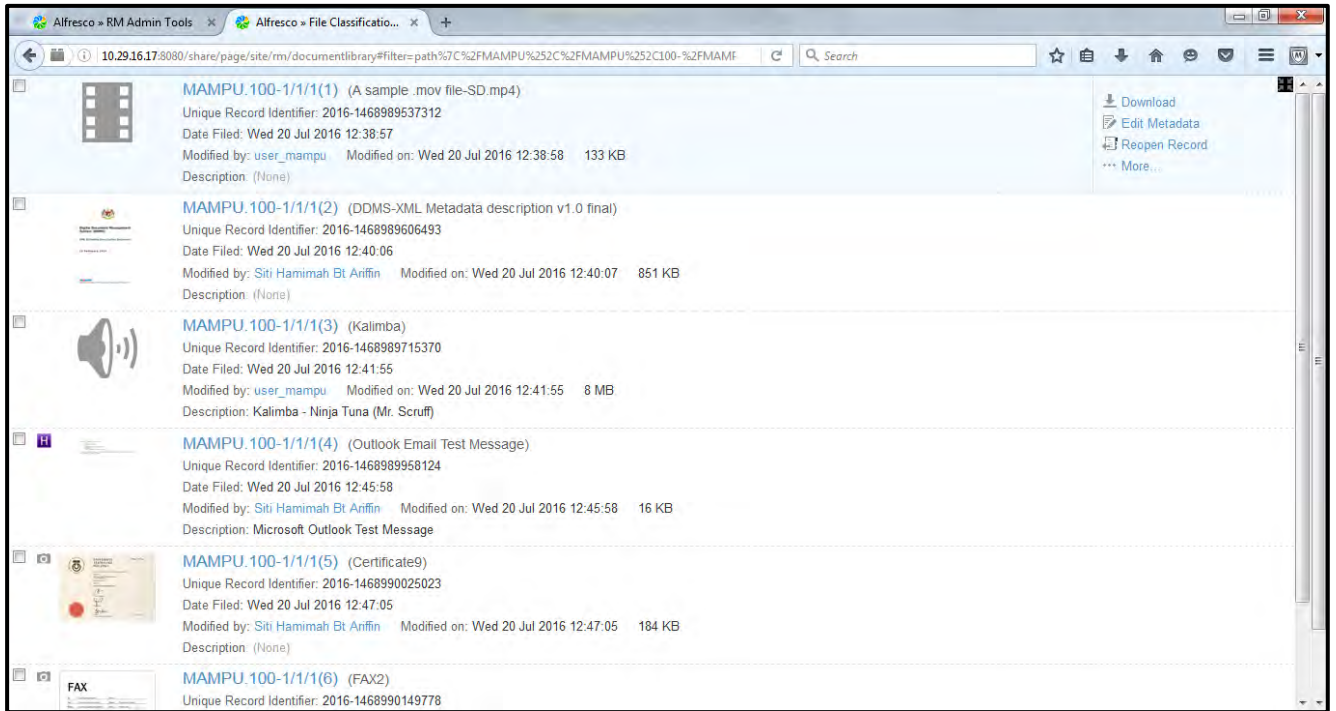 Alfresco » RM Admin Tools
Alfresco » File Classificatio...
10.29.16.17:8080/share/page/site/rm/documentlibrary#filter=path%7C%2FMAMPU%252C%2FMAMPU%252C100-%2FMAMF
Search
MAMPU.100-1/1/1(1) (A sample .mov file-SD.mp4)
Unique Record Identifier: 2016-1468989537312
Date Filed: Wed 20 Jul 2016 12:38:57
Modified by: user_mampu Modified on: Wed 20 Jul 2016 12:38:58 133 KB
Description: (None)
Download
Edit Metadata
Reopen Record
More...
MAMPU.100-1/1/1(2) (DDMS-XML Metadata description v1.0 final)
Unique Record Identifier: 2016-1468989606493
Date Filed: Wed 20 Jul 2016 12:40:06
Modified by: Siti Hamimah Bt Ariffin Modified on: Wed 20 Jul 2016 12:40:07 851 KB
Description: (None)
MAMPU.100-1/1/1(3) (Kalimba)
Unique Record Identifier: 2016-1468989715370
Date Filed: Wed 20 Jul 2016 12:41:55
Modified by: user_mampu Modified on: Wed 20 Jul 2016 12:41:55 8 MB
Description: Kalimba - Ninja Tuna (Mr. Scruff)
H
MAMPU.100-1/1/1(4) (Outlook Email Test Message)
Unique Record Identifier: 2016-1468989958124
Date Filed: Wed 20 Jul 2016 12:45:58
Modified by: Siti Hamimah Bt Ariffin Modified on: Wed 20 Jul 2016 12:45:58 16 KB
Description: Microsoft Outlook Test Message
MAMPU.100-1/1/1(5) (Certificate9)
Unique Record Identifier: 2016-1468990025023
Date Filed: Wed 20 Jul 2016 12:47:05
Modified by: Siti Hamimah Bt Ariffin Modified on: Wed 20 Jul 2016 12:47:05 184 KB
Description: (None)
FAX
MAMPU.100-1/1/1(6) (FAX2)
Unique Record Identifier: 2016-1468990149778